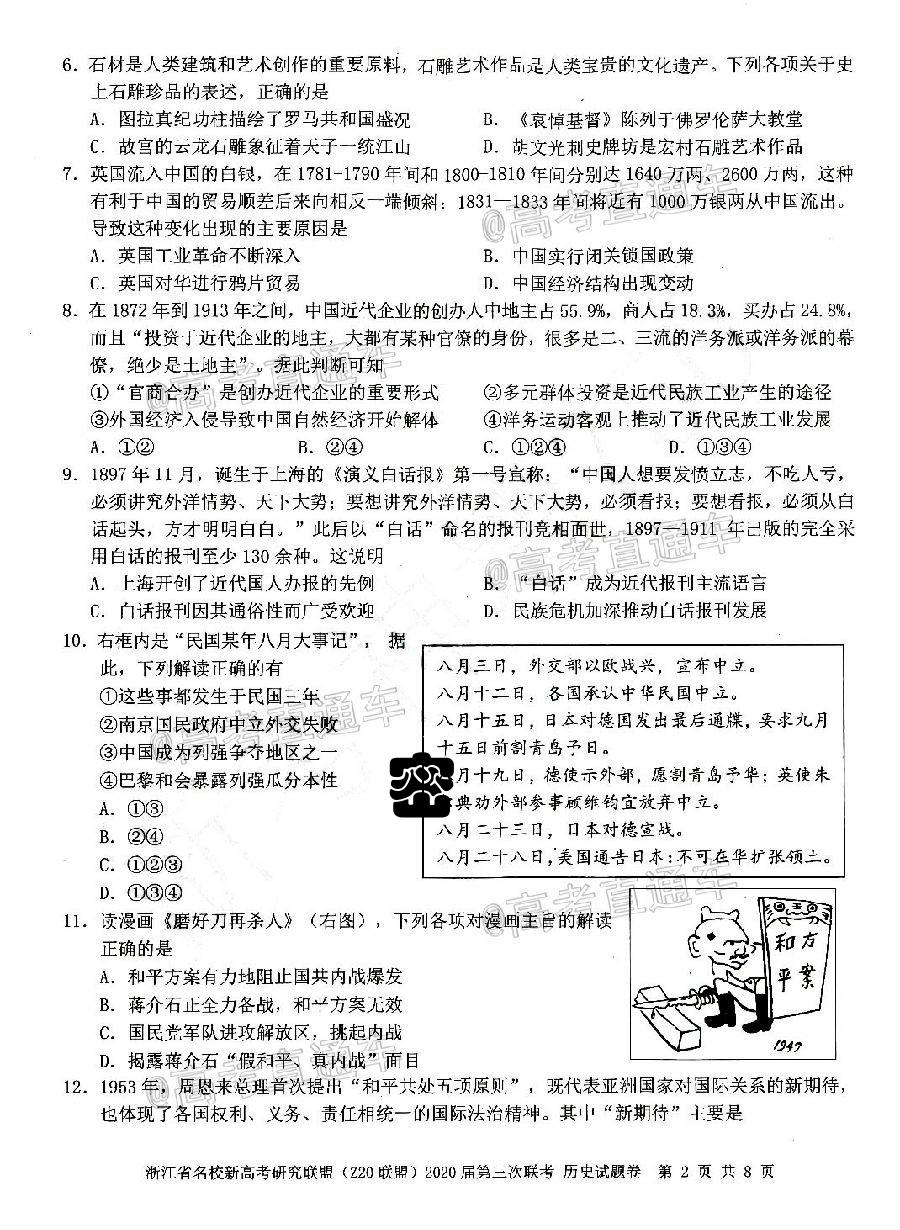 6. 石材是人类建筑和艺术创作的重要原料，石雕艺术作品是人类宝贵的文化遗产。下列各项关于史
上石雕珍品的表述，正确的是
A. 图拉真纪功柱描绘了罗马共和国盛况
B. 《哀悼基督》陈列于佛罗伦萨大教堂
C. 故宫的云龙石雕象征着天子一统江山
D. 胡文光刺史牌坊是宏村石雕艺术作品
7. 英国流入中国的白银，在 1781-1790 年间和 1800-1810 年间分别达 1640 万两、2600 万两，这种
有利于中国的贸易顺差后来向相反一端倾斜：1831—1833 年间将近有 1000 万银两从中国流出。
导致这种变化出现的主要原因是
A. 英国工业革命不断深入
B. 中国实行闭关锁国政策
C. 英国对华进行鸦片贸易
D. 中国经济结构出现变动
8. 在 1872 年到 1913 年之间，中国近代企业的创办人中地主占 55.9%，商人占 18.3%，买办占 24.8%，
而且“投资于近代企业的地主，大都有某种官僚的身份，很多是二、三流的洋务派或洋务派的幕
僚，绝少是土地主”。据此判断可知
①“官商合办”是创办近代企业的重要形式
②多元群体投资是近代民族工业产生的途径
③外国经济入侵导致中国自然经济开始解体
④洋务运动客观上推动了近代民族工业发展
A. ①② B. ②④ C. ①②④ D. ①②③④
9. 1897 年 11 月，诞生于上海的《演义白话报》第一号宣称：“中国人想要发愤立志，不吃人亏，
必须讲究外洋情势、天下大势；要想讲究外洋情势、天下大势，必须看报；要想看报，必须从白
话起头，方才明明白白。”此后以“白话”命名的报刊竞相面世，1897—1911 年出版的完全采
用白话的报刊至少 130 余种。这说明
A. 上海开创了近代国人办报的先例
B. “白话”成为近代报刊主流语言
C. 白话报刊因其通俗性而广受欢迎
D. 民族危机加深推动白话报刊发展
10. 右框内是“民国某年八月大事记”，据
此，下列解读正确的有
①这些事都发生于民国三年
②南京国民政府中立外交失败
③中国成为列强争夺地区之一
④巴黎和会暴露列强瓜分本性
A. ①③
B. ②④
C. ①②③
D. ①③④
八月三日，外交部以欧战兴，宣布中立。
八月十二日，各国承认中华民国中立。
八月十五日，日本对德国发出最后通牒，要求九月
十五日前割青岛予日。
月十九日，德使示外部，愿割青岛予华；英使朱
典劝外部参事顾维钧宜放弃中立。
八月二十三日，日本对德宣战。
八月二十八日，美国通告日本：不可在华扩张领土。
11. 读漫画《磨好刀再杀人》（右图），下列各项对漫画主旨的解读
正确的是
A. 和平方案有力地阻止国共内战爆发
B. 蒋介石正全力备战，和平方案无效
C. 国民党军队进攻解放区，挑起内战
D. 揭露蒋介石“假和平、真内战”面目
和平方案
1947
12. 1953 年，周恩来总理首次提出“和平共处五项原则”，既代表亚洲国家对国际关系的新期待，
也体现了各国权利、义务、责任相统一的国际法治精神。其中“新期待”主要是
浙江省名校新高考研究联盟（Z20 联盟）2020 届第三次联考 历史试题卷 第 2 页 共 8 页
@高考直通车
@高考直通车
@高考直通车
@高考直通车
@高考直通车
@高考直通车